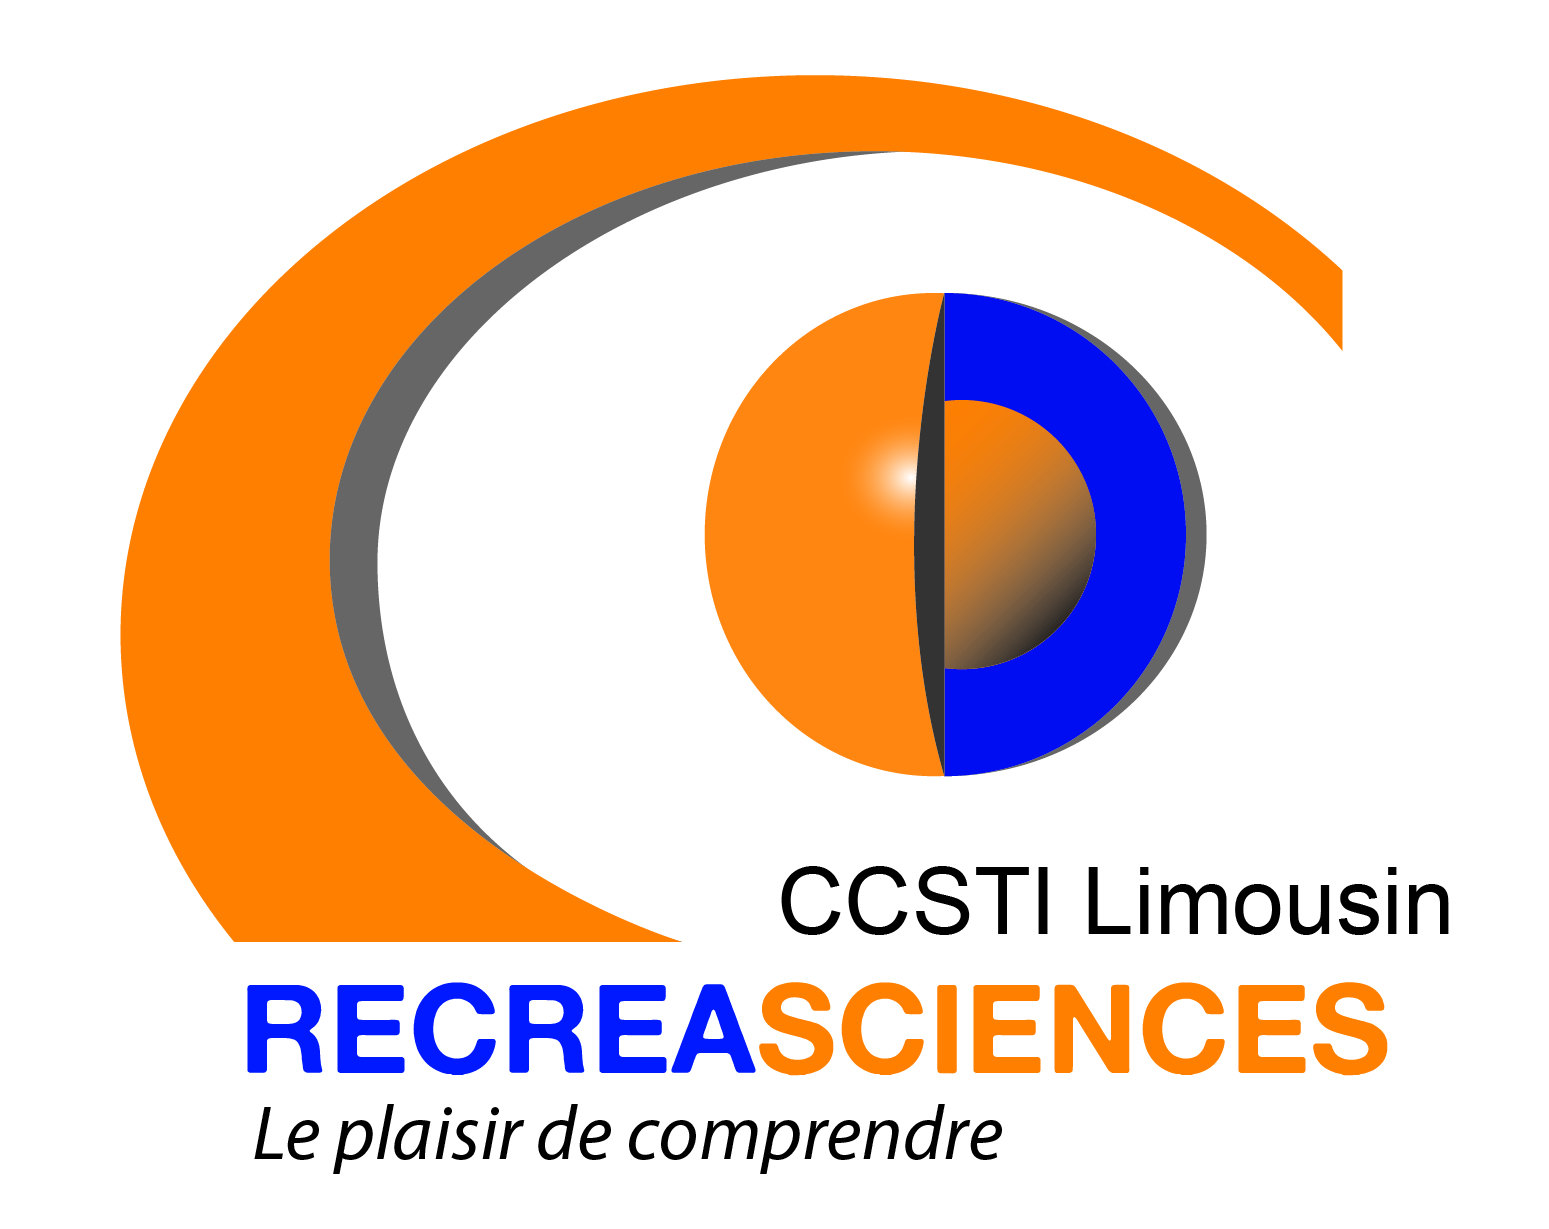 CCSTI Limousin
RECREASCIENCES
Le plaisir de comprendre